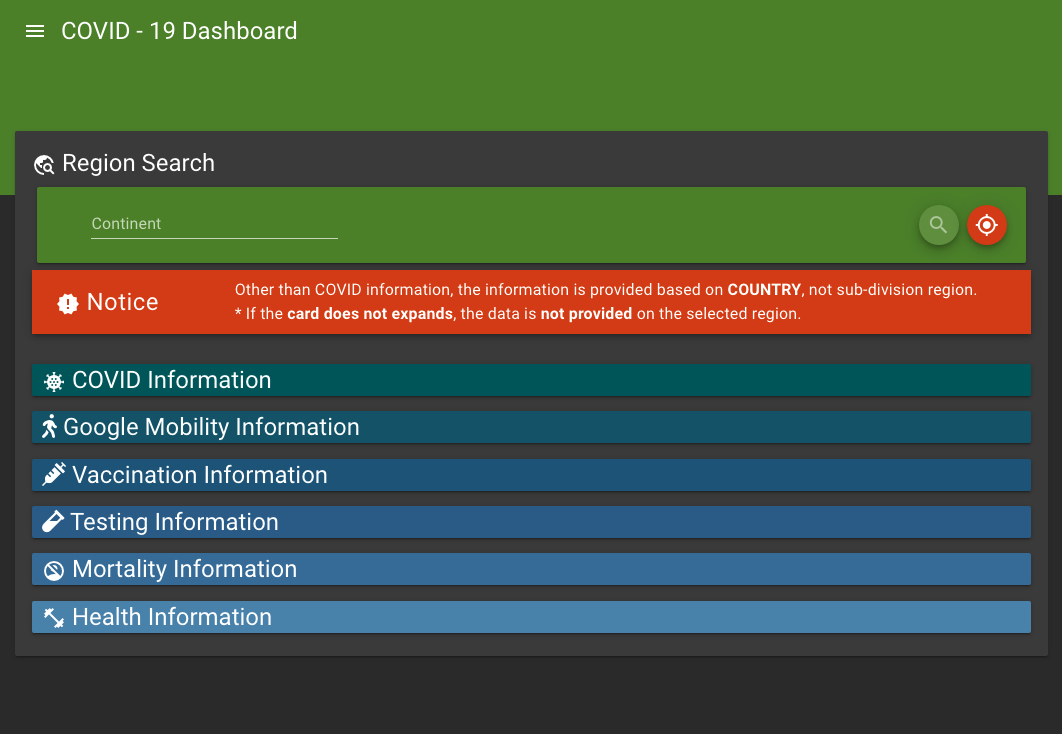 COVID - 19 Dashboard
Region Search
Continent
Notice
Other than COVID information, the information is provided based on COUNTRY, not sub-division region.
* If the card does not expands, the data is not provided on the selected region.
COVID Information
Google Mobility Information
Vaccination Information
Testing Information
Mortality Information
Health Information